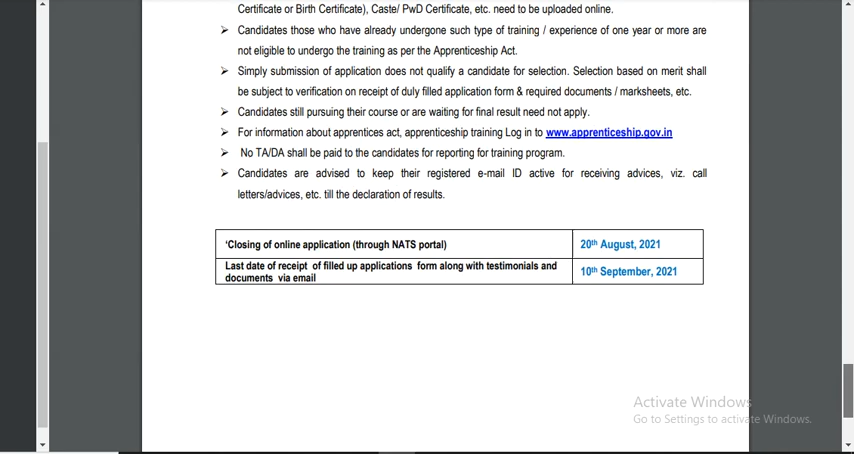 Certificate or Birth Certificate), Caste/ PwD Certificate, etc. need to be uploaded online.
➢ Candidates those who have already undergone such type of training / experience of one year or more are
not eligible to undergo the training as per the Apprenticeship Act.
➢ Simply submission of application does not qualify a candidate for selection. Selection based on merit shall
be subject to verification on receipt of duly filled application form & required documents / marksheets, etc.
➢ Candidates still pursuing their course or are waiting for final result need not apply.
➢ For information about apprentices act, apprenticeship training Log in to www.apprenticeship.gov.in
➢ No TA/DA shall be paid to the candidates for reporting for training program.
➢ Candidates are advised to keep their registered e-mail ID active for receiving advices, viz. call
letters/advices, etc. till the declaration of results.
‘Closing of online application (through NATS portal) 20th August, 2021
Last date of receipt of filled up applications form along with testimonials and
documents via email 10th September, 2021
Activate Windows
Go to Settings to activate Windows.